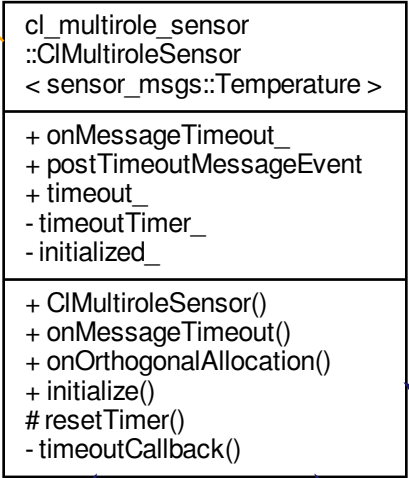 cl_multirole_sensor
::ClMultiroleSensor
< sensor_msgs::Temperature >
+ onMessageTimeout_
+ postTimeoutMessageEvent
+ timeout_
- timeoutTimer_
- initialized_
+ ClMultiroleSensor()
+ onMessageTimeout()
+ onOrthogonalAllocation()
+ initialize()
# resetTimer()
- timeoutCallback()